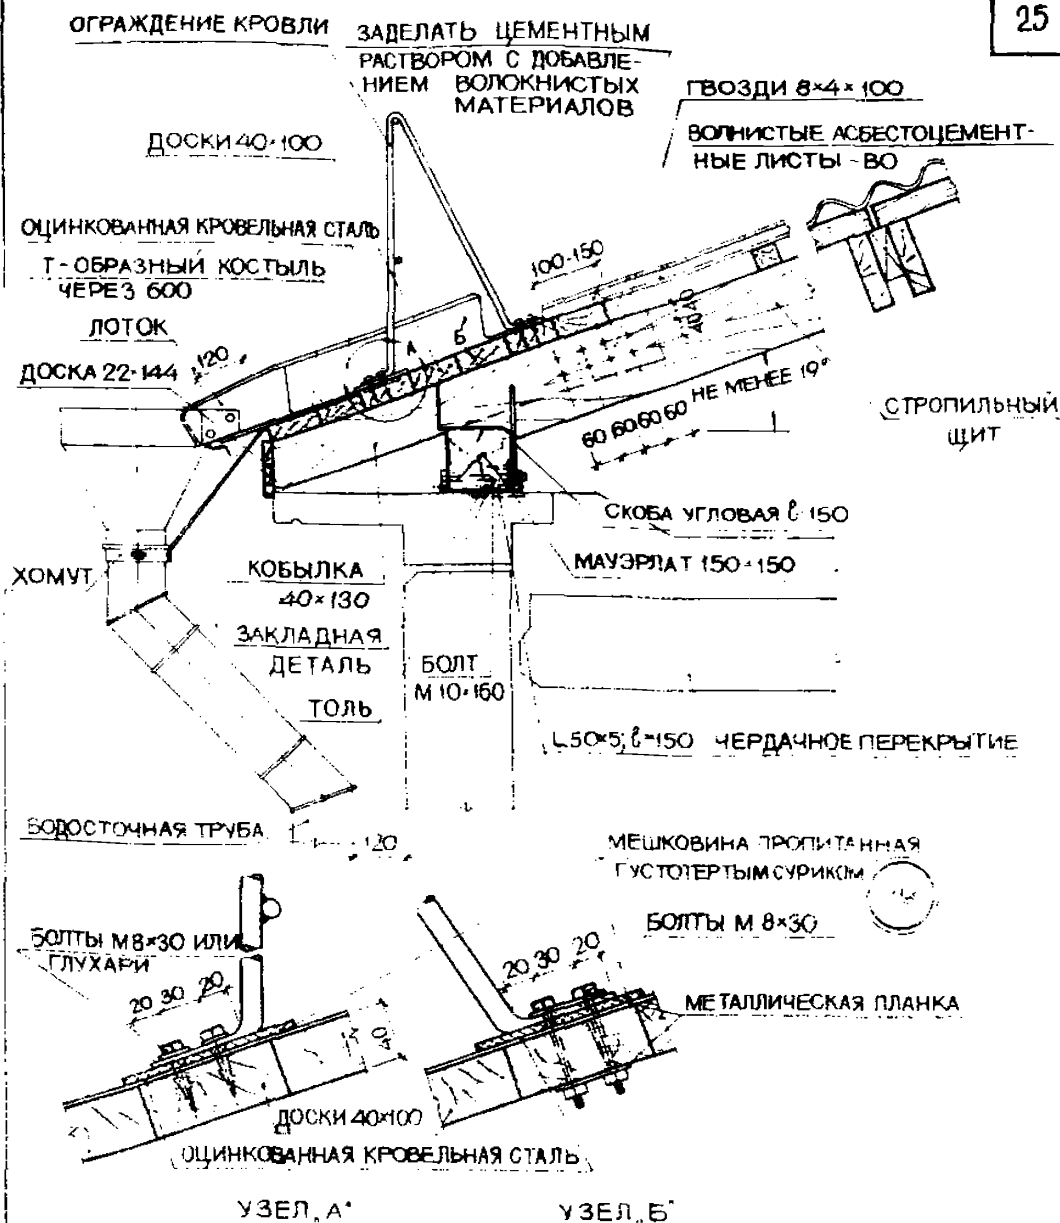 25
ОГРАЖДЕНИЕ КРОВЛИ
ЗАДЕЛАТЬ ЦЕМЕНТНЫМ
РАСТВОРОМ С ДОБАВЛЕ-
НИЕМ ВОЛОКНИСТЫХ
МАТЕРИАЛОВ
ГВОЗДИ 8×4×100
ДОСКИ 40×100
ВОЛНИСТЫЕ АСБЕСТОЦЕМЕНТ-
НЫЕ ЛИСТЫ - ВО
ОЦИНКОВАННАЯ КРОВЕЛЬНАЯ СТАЛЬ
Т-ОБРАЗНЫЙ КОСТЫЛЬ
ЧЕРЕЗ 600
100-150
ЛОТОК
40 40
А
Б
120
ДОСКА 22×144
60 60 60 60 НЕ МЕНЕЕ 19°
СТРОПИЛЬНЫЙ
ЩИТ
СКОБА УГЛОВАЯ ℓ-150
МАУЭРЛАТ 150×150
ХОМУТ
КОБЫЛКА
40×130
ЗАКЛАДНАЯ
ДЕТАЛЬ
БОЛТ
М 10×160
ТОЛЬ
∟50×5; ℓ=150
ЧЕРДАЧНОЕ ПЕРЕКРЫТИЕ
ВОДОСТОЧНАЯ ТРУБА
120
МЕШКОВИНА ПРОПИТАННАЯ
ГУСТОТЕРТЫМ СУРИКОМ
БОЛТЫ М 8×30
БОЛТЫ М8×30 ИЛИ
ГЛУХАРИ
20 30 20
20 30 20
МЕТАЛЛИЧЕСКАЯ ПЛАНКА
40
ДОСКИ 40×100
ОЦИНКОВАННАЯ КРОВЕЛЬНАЯ СТАЛЬ
УЗЕЛ „А"
УЗЕЛ „Б"